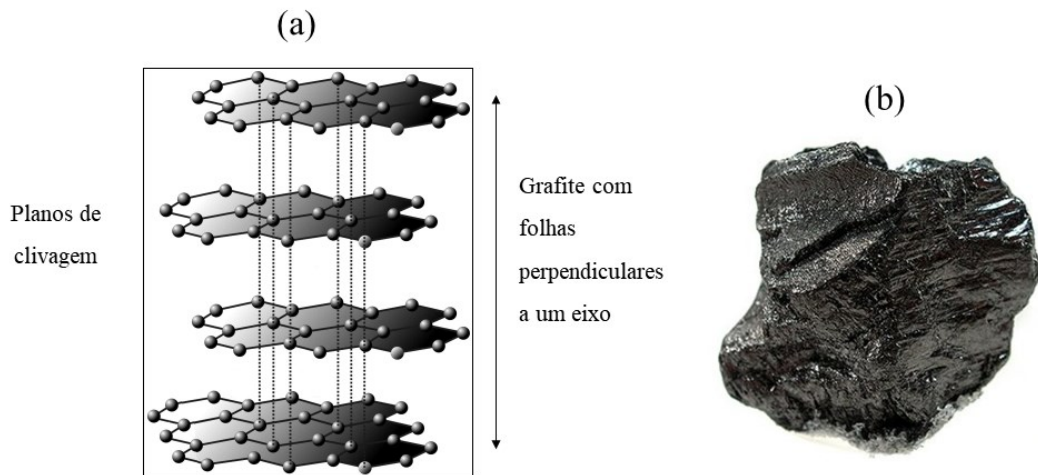 (a)
Planos de
clivagem
Grafite com
folhas
perpendiculares
a um eixo
(b)